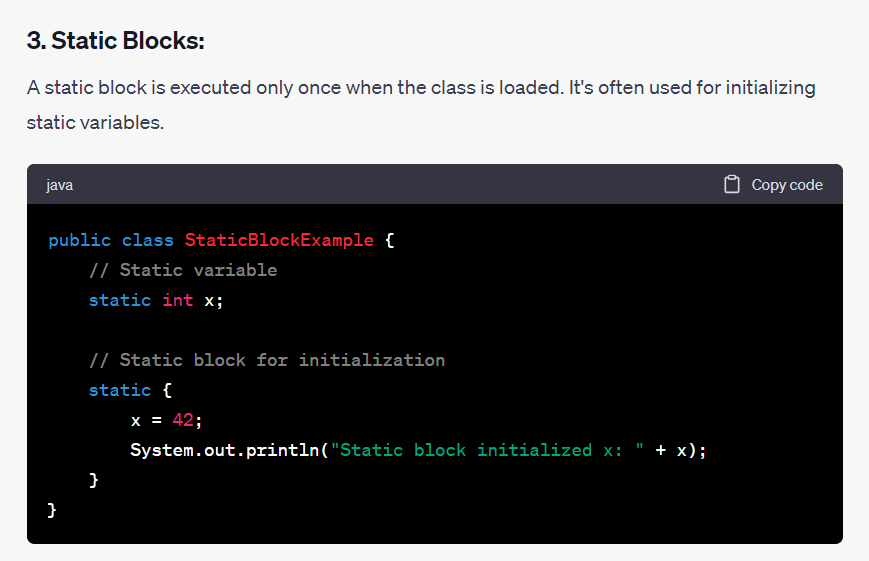 3. Static Blocks:
A static block is executed only once when the class is loaded. It's often used for initializing
static variables.
java
Copy code
public class StaticBlockExample {
    // Static variable
    static int x;
    // Static block for initialization
    static {
        x = 42;
        System.out.println("Static block initialized x: " + x);
    }
}